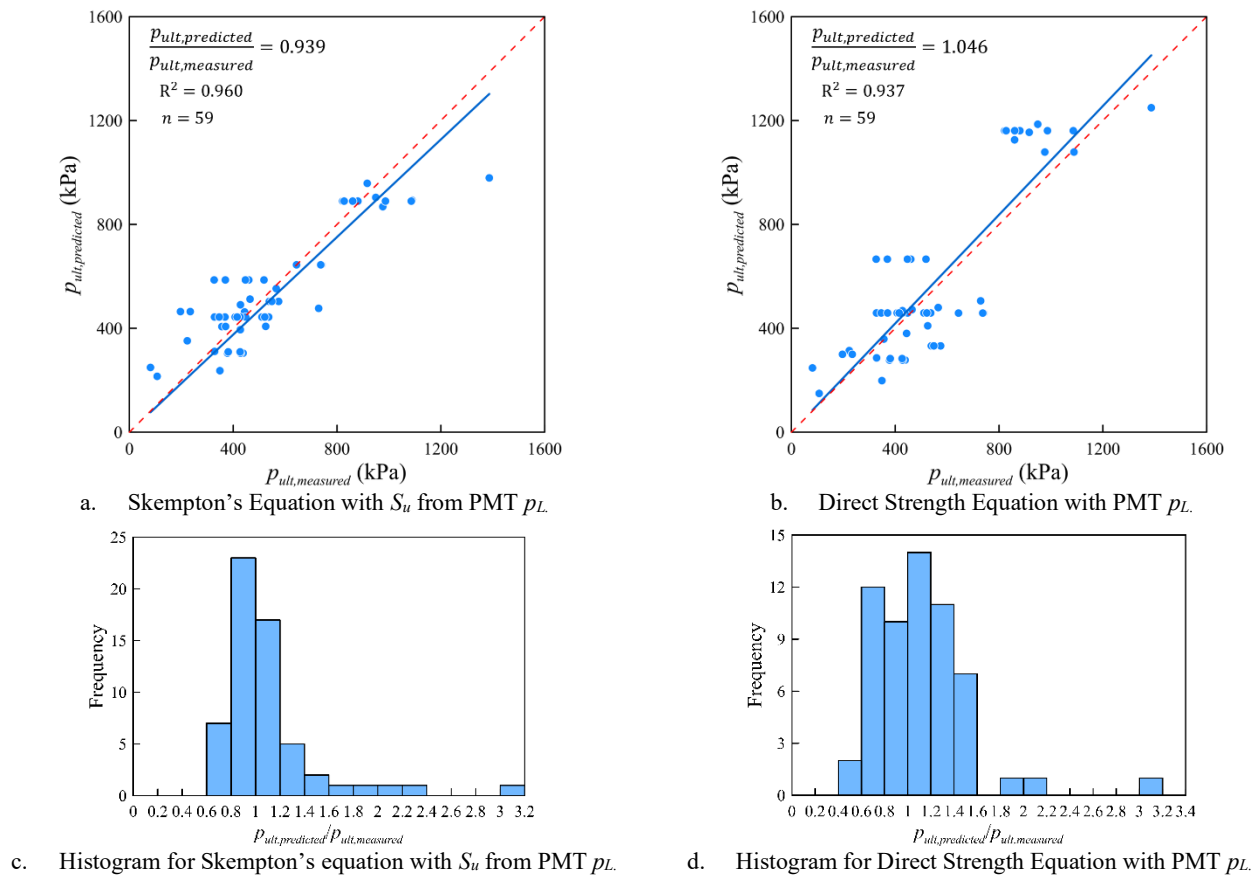 1600
1200
800
400
0
0
400
800
1200
1600
p_ult,predicted (kPa)
p_ult,measured (kPa)
p_ult,predicted
p_ult,measured
= 0.939
R² = 0.960
n = 59
a. Skempton's Equation with S_u from PMT p_L.
1600
1200
800
400
0
0
400
800
1200
1600
p_ult,predicted (kPa)
p_ult,measured (kPa)
p_ult,predicted
p_ult,measured
= 1.046
R² = 0.937
n = 59
b. Direct Strength Equation with PMT p_L.
25
20
15
10
5
0
Frequency
0 0.2 0.4 0.6 0.8 1 1.2 1.4 1.6 1.8 2 2.2 2.4 2.6 2.8 3 3.2
p_ult,predicted/p_ult,measured
c. Histogram for Skempton's equation with S_u from PMT p_L.
15
12
9
6
3
0
Frequency
0 0.2 0.4 0.6 0.8 1 1.2 1.4 1.6 1.8 2 2.2 2.4 2.6 2.8 3 3.2 3.4
p_ult,predicted/p_ult,measured
d. Histogram for Direct Strength Equation with PMT p_L.